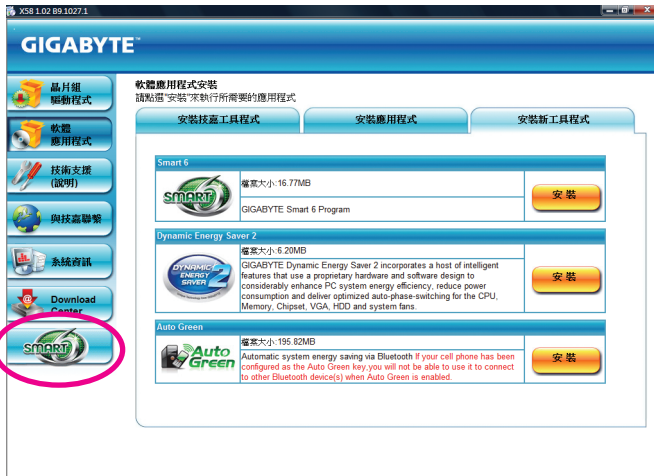 X58 1.02 B9.1027.1
GIGABYTE™
晶片組
驅動程式
軟體
應用程式
技術支援
(說明)
與技嘉聯繫
系統資訊
Download
Center
SMART
軟體應用程式安裝
請點選"安裝"來執行所需要的應用程式
安裝技嘉工具程式
安裝應用程式
安裝新工具程式
Smart 6
SMART
檔案大小:16.77MB
GIGABYTE Smart 6 Program
安裝
Dynamic Energy Saver 2
DYNAMIC
ENERGY
SAVER 2
檔案大小:6.20MB
GIGABYTE Dynamic Energy Saver 2 incorporates a host of intelligent
features that use a proprietary hardware and software design to
considerably enhance PC system energy efficiency, reduce power
consumption and deliver optimized auto-phase-switching for the CPU,
Memory, Chipset, VGA, HDD and system fans.
安裝
Auto Green
Auto
Green
檔案大小:195.82MB
Automatic system energy saving via Bluetooth If your cell phone has been
configured as the Auto Green key,you will not be able to use it to connect
to other Bluetooth device(s) when Auto Green is enabled.
安裝